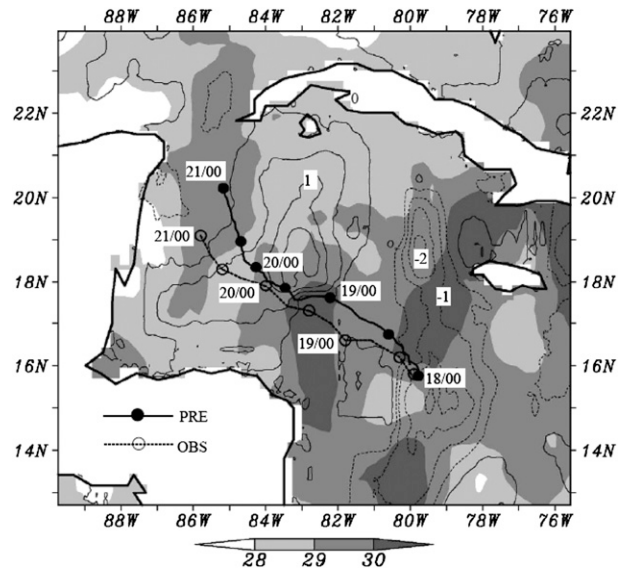 88W 86W 84W 82W 80W 78W 76W
22N 0 22N
21/00 1
20N 20N
21/00 20/00 -2
18N 20/00 19/00 -1 18N
19/00
16N 18/00 16N
PRE
OBS
14N 14N
88W 86W 84W 82W 80W 78W 76W
28 29 30